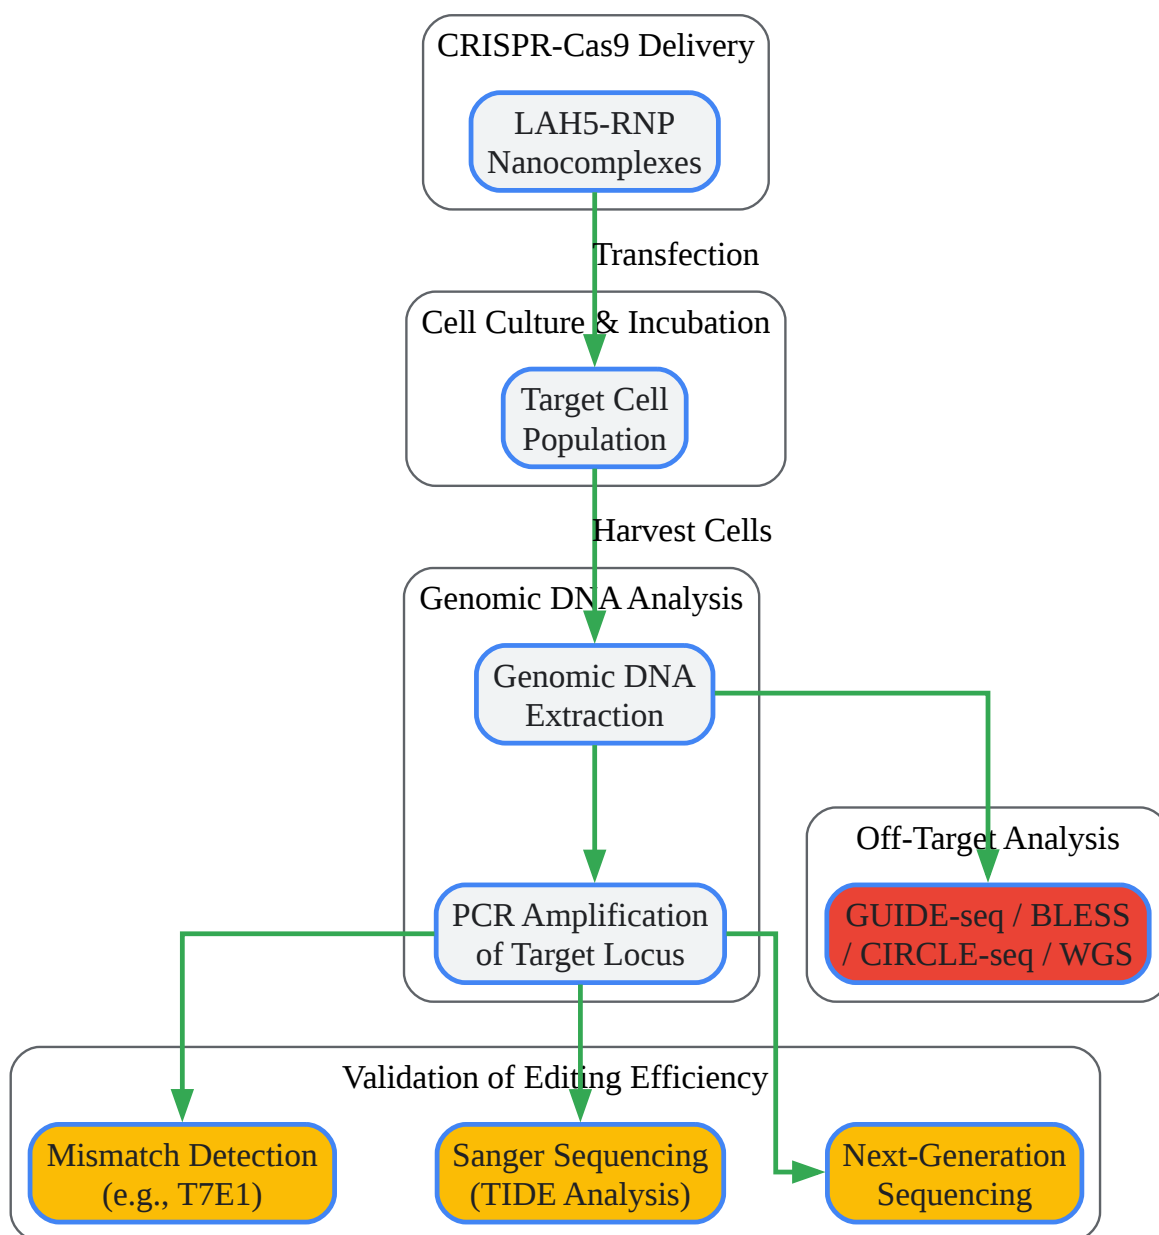 CRISPR-Cas9 Delivery
LAH5-RNP
Nanocomplexes
Transfection
Cell Culture & Incubation
Target Cell
Population
Harvest Cells
Genomic DNA Analysis
Genomic DNA
Extraction
Off-Target Analysis
PCR Amplification
of Target Locus
GUIDE-seq / BLESS
/ CIRCLE-seq / WGS
Validation of Editing Efficiency
Mismatch Detection
(e.g., T7E1)
Sanger Sequencing
(TIDE Analysis)
Next-Generation
Sequencing